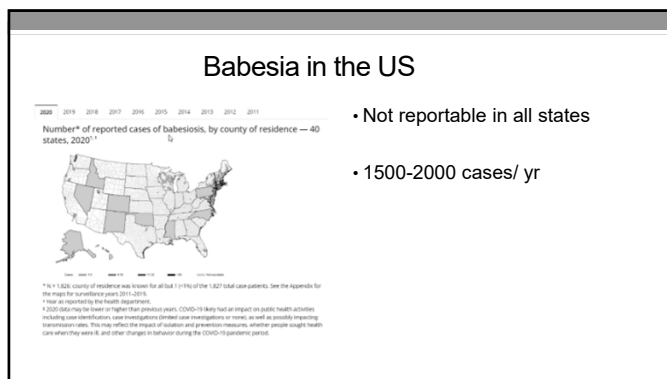 Babesia in the US
2020 2019 2018 2017 2016 2015 2014 2013 2012 2011
Number* of reported cases of babesiosis, by county of residence — 40
states, 2020†,‡
• Not reportable in all states
• 1500-2000 cases/ yr
Cases
* N = 1,826; county of residence was known for all but 1 (<1%) of the 1,827 total case-patients. See the Appendix for
the maps for surveillance years 2011–2019.
Year as reported by the health department.
2020 data may be lower or higher than previous years. COVID-19 likely had an impact on public health activities
including case identification, case investigations (limited case investigations or none), as well as possibly impacting
transmission rates. This may reflect the impact of isolation and prevention measures, whether people sought health
care when they were ill, and other changes in behavior during the COVID-19 pandemic period.